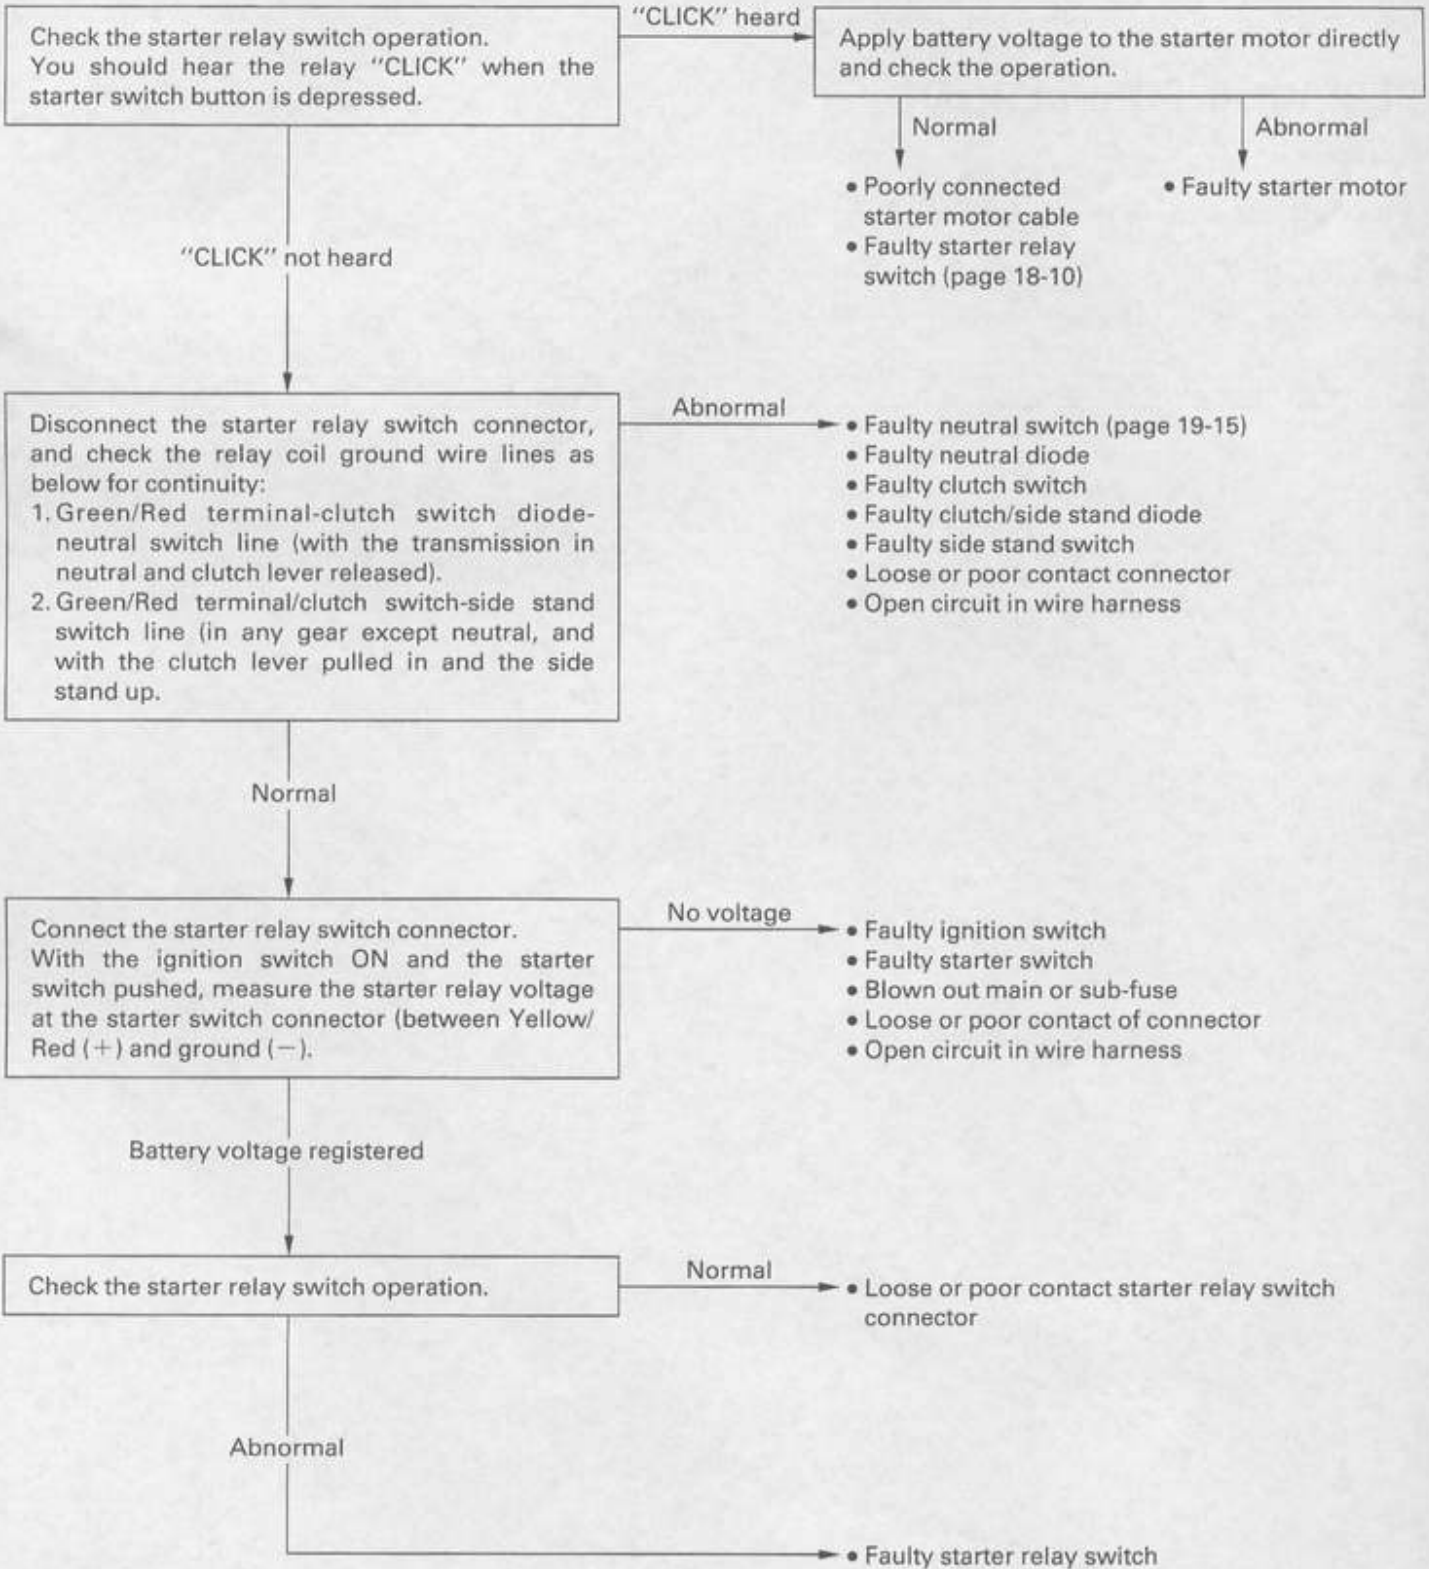 Check the starter relay switch operation.
You should hear the relay “CLICK” when the
starter switch button is depressed.
“CLICK” heard
Apply battery voltage to the starter motor directly
and check the operation.
Normal
Abnormal
• Poorly connected
starter motor cable
• Faulty starter relay
switch (page 18-10)
• Faulty starter motor
“CLICK” not heard
Disconnect the starter relay switch connector,
and check the relay coil ground wire lines as
below for continuity:
1. Green/Red terminal-clutch switch diode-
neutral switch line (with the transmission in
neutral and clutch lever released).
2. Green/Red terminal/clutch switch-side stand
switch line (in any gear except neutral, and
with the clutch lever pulled in and the side
stand up.
Abnormal
• Faulty neutral switch (page 19-15)
• Faulty neutral diode
• Faulty clutch switch
• Faulty clutch/side stand diode
• Faulty side stand switch
• Loose or poor contact connector
• Open circuit in wire harness
Normal
Connect the starter relay switch connector.
With the ignition switch ON and the starter
switch pushed, measure the starter relay voltage
at the starter switch connector (between Yellow/
Red (+) and ground (−).
No voltage
• Faulty ignition switch
• Faulty starter switch
• Blown out main or sub-fuse
• Loose or poor contact of connector
• Open circuit in wire harness
Battery voltage registered
Check the starter relay switch operation.
Normal
• Loose or poor contact starter relay switch
connector
Abnormal
• Faulty starter relay switch